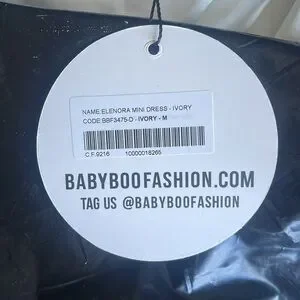 NAME:ELENORA MINI DRESS - IVORY
CODE:BBF3475-D - IVORY - M
C.F.9216 10000018265
BABYBOOFASHION.COM
TAG US @BABYBOOFASHION